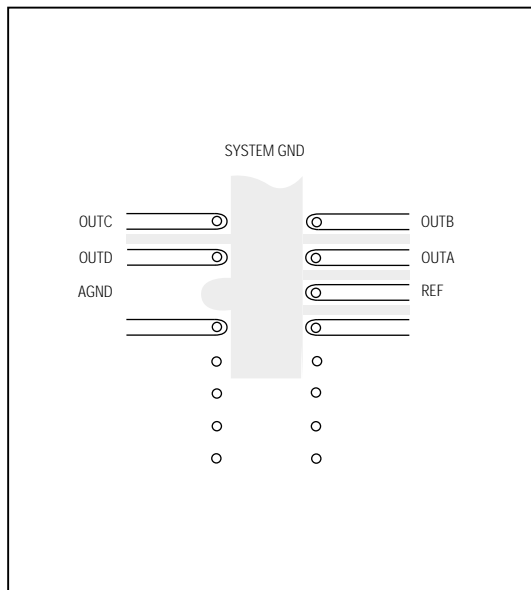 SYSTEM GND
OUTC
OUTB
OUTD
OUTA
AGND
REF